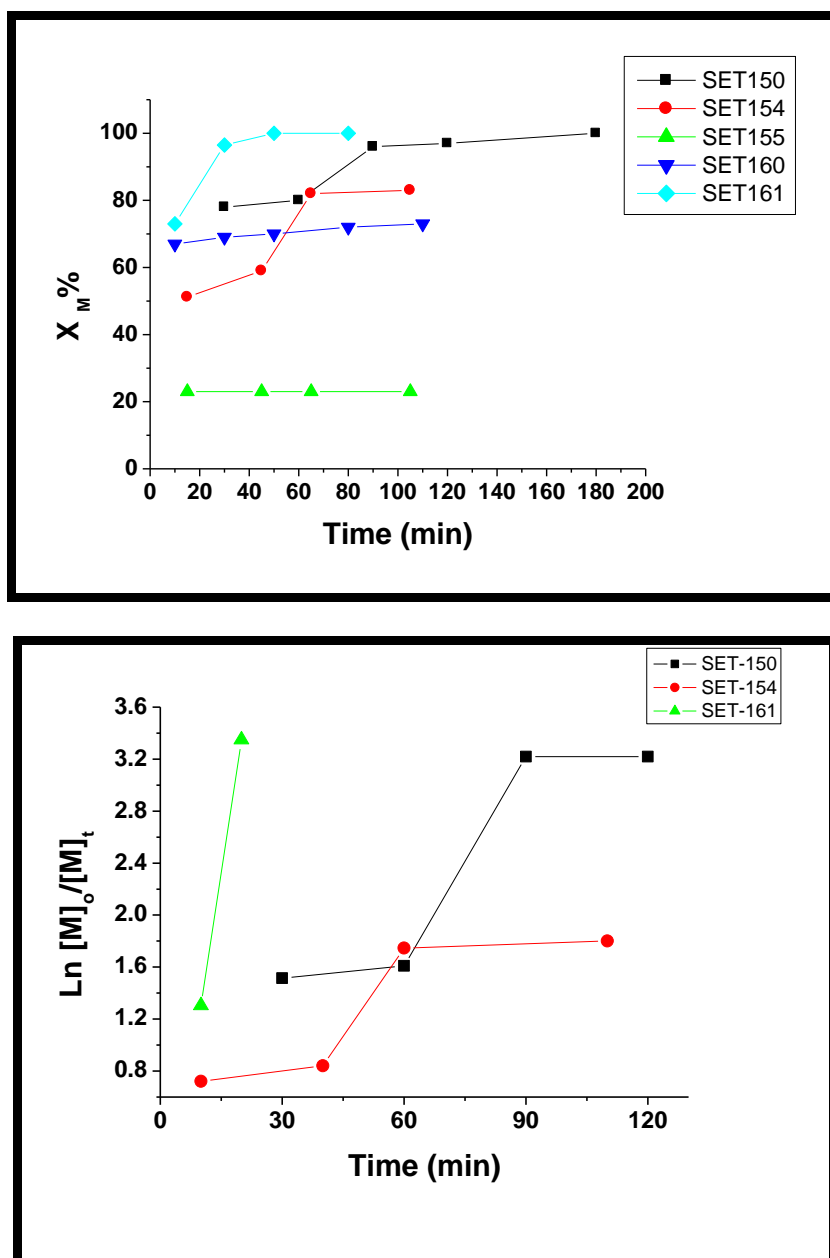 SET150
SET154
SET155
SET160
SET161
100
80
60
40
20
0
X M%
0 20 40 60 80 100 120 140 160 180 200
Time (min)
SET-150
SET-154
SET-161
3.6
3.2
2.8
2.4
2.0
1.6
1.2
0.8
Ln [M]o/[M]t
0 30 60 90 120
Time (min)